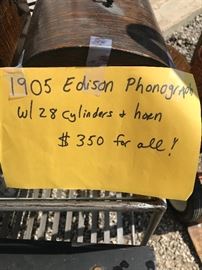 1905 Edison Phonograph
w/ 28 cylinders + horn
$350 for all!